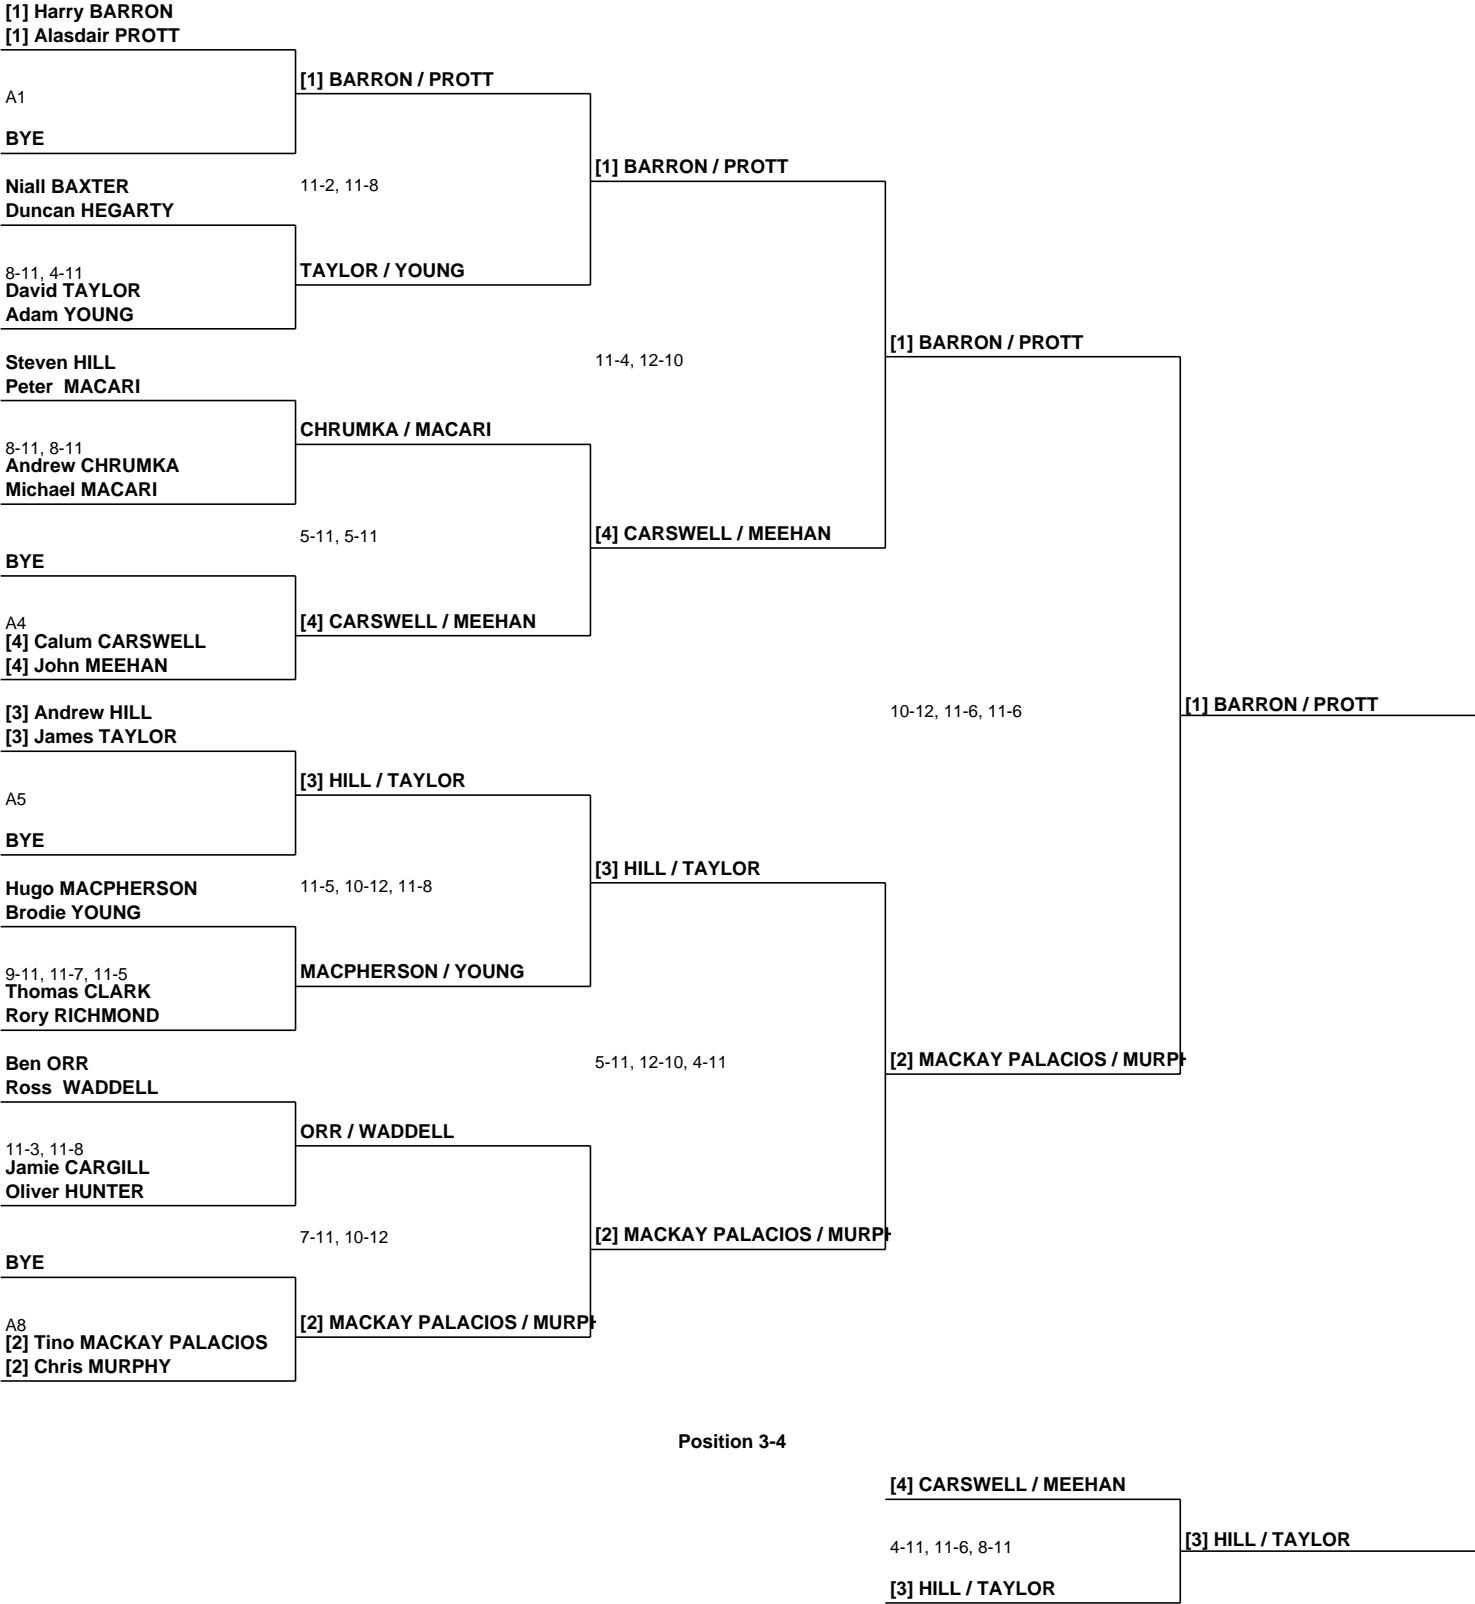 [1] Harry BARRON
[1] Alasdair PROTT
[1] BARRON / PROTT
A1
BYE
[1] BARRON / PROTT
Niall BAXTER
11-2, 11-8
Duncan HEGARTY
TAYLOR / YOUNG
8-11, 4-11
David TAYLOR
Adam YOUNG
[1] BARRON / PROTT
Steven HILL
11-4, 12-10
Peter  MACARI
CHRUMKA / MACARI
8-11, 8-11
Andrew CHRUMKA
Michael MACARI
5-11, 5-11
[4] CARSWELL / MEEHAN
BYE
[4] CARSWELL / MEEHAN
A4
[4] Calum CARSWELL
[4] John MEEHAN
[1] BARRON / PROTT
10-12, 11-6, 11-6
[3] Andrew HILL
[3] James TAYLOR
[3] HILL / TAYLOR
A5
BYE
[3] HILL / TAYLOR
Hugo MACPHERSON
11-5, 10-12, 11-8
Brodie YOUNG
MACPHERSON / YOUNG
9-11, 11-7, 11-5
Thomas CLARK
Rory RICHMOND
Ben ORR
5-11, 12-10, 4-11
[2] MACKAY PALACIOS / MURPH
Ross  WADDELL
ORR / WADDELL
11-3, 11-8
Jamie CARGILL
Oliver HUNTER
7-11, 10-12
[2] MACKAY PALACIOS / MURPH
BYE
[2] MACKAY PALACIOS / MURPH
A8
[2] Tino MACKAY PALACIOS
[2] Chris MURPHY
Position 3-4
[4] CARSWELL / MEEHAN
4-11, 11-6, 8-11
[3] HILL / TAYLOR
[3] HILL / TAYLOR